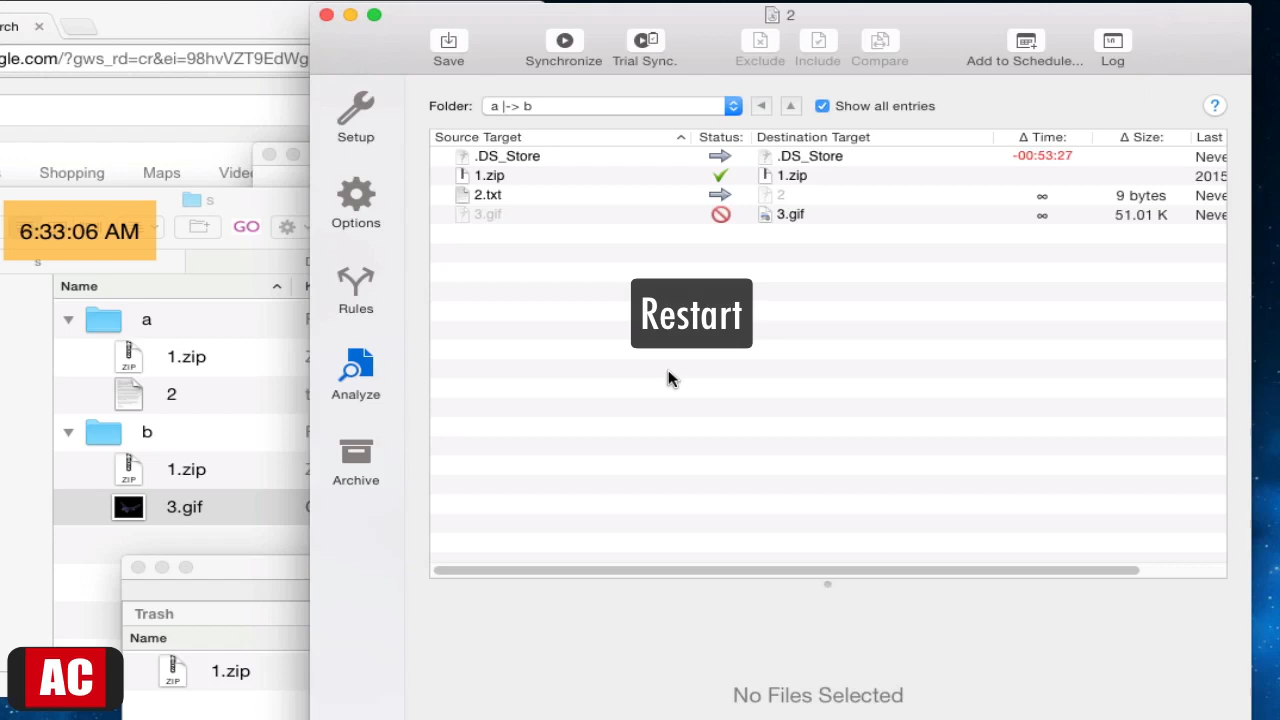 rch
gle.com/?gws_rd=cr&ei=98hvVZT9EdWg
Shopping Maps Vide
s
6:33:06 AM
GO
s
Name
a
1.zip
2
b
1.zip
3.gif
Trash
Name
1.zip
AC
2
Save
Synchronize
Trial Sync.
Exclude
Include
Compare
Add to Schedule...
Log
Setup
Options
Rules
Analyze
Archive
Folder: a |-> b Show all entries ?
Source Target Status: Destination Target Δ Time: Δ Size: Last
.DS_Store .DS_Store -00:53:27 Neve
1.zip 1.zip 2015
2.txt 2 ∞ 9 bytes Neve
3.gif 3.gif ∞ 51.01 K Neve
Restart
No Files Selected